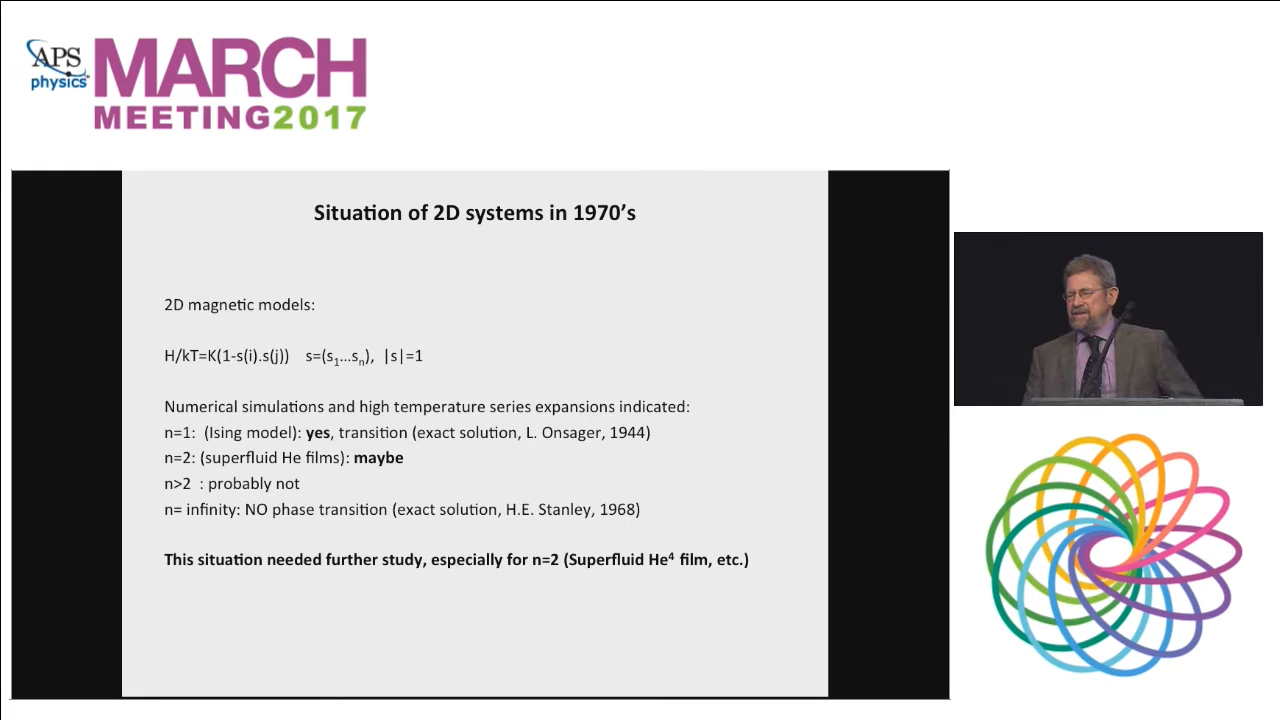 APS
physics
MARCH
MEETING2017
Situation of 2D systems in 1970’s
2D magnetic models:
H/kT=K(1-s(i).s(j)) s=(s₁…sₙ), |s|=1
Numerical simulations and high temperature series expansions indicated:
n=1: (Ising model): yes, transition (exact solution, L. Onsager, 1944)
n=2: (superfluid He films): maybe
n>2 : probably not
n= infinity: NO phase transition (exact solution, H.E. Stanley, 1968)
This situation needed further study, especially for n=2 (Superfluid He⁴ film, etc.)